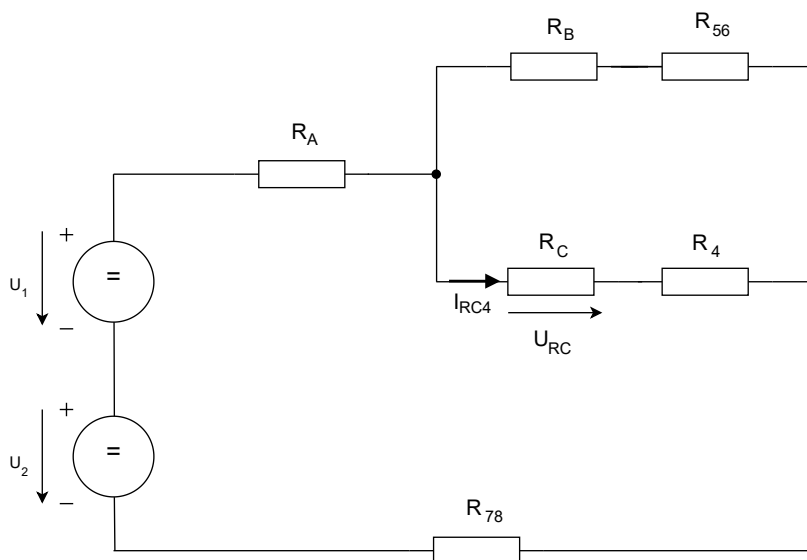 R_B
R_56
R_A
+
U_1
=
−
R_C
R_4
I_RC4
U_RC
+
U_2
=
−
R_78